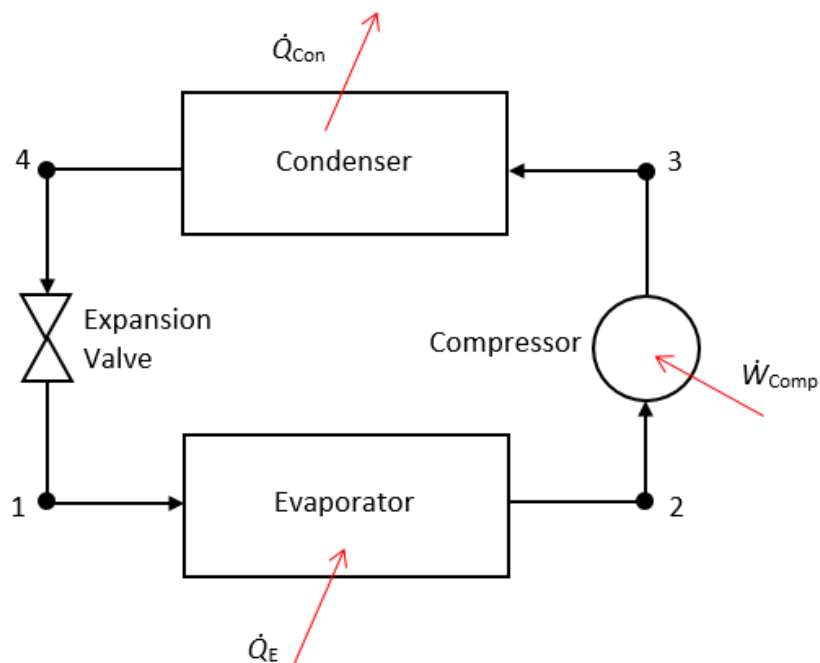 Q̇Con
4
Condenser
3
Expansion
Valve
Compressor
ẆComp
1
Evaporator
2
Q̇E